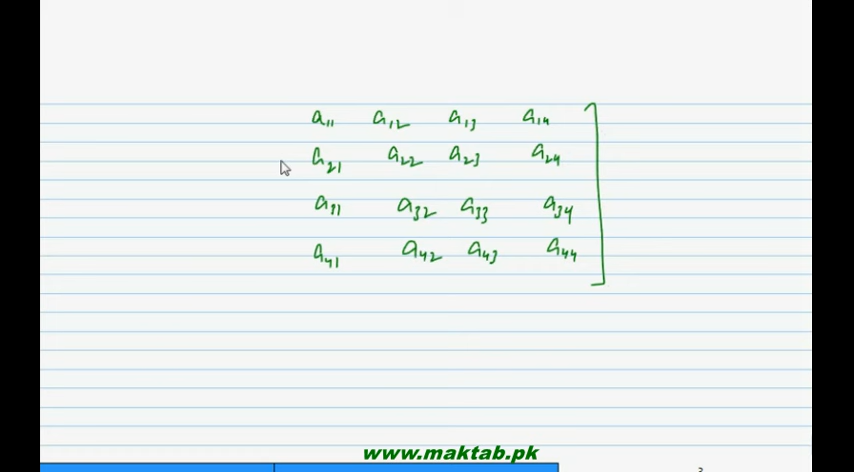 a11 a12 a13 a14 ]
a21 a22 a23 a24
a31 a32 a33 a34
a41 a42 a43 a44
www.maktab.pk